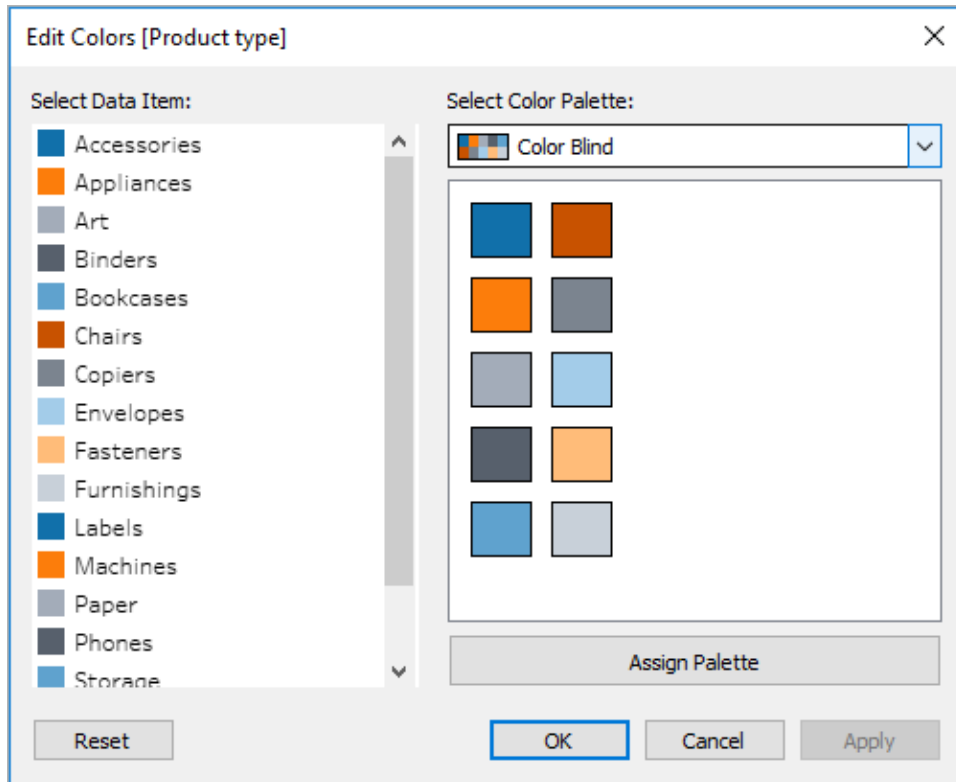 Edit Colors [Product type]
Select Data Item:
Accessories
Appliances
Art
Binders
Bookcases
Chairs
Copiers
Envelopes
Fasteners
Furnishings
Labels
Machines
Paper
Phones
Storage
Select Color Palette:
Color Blind
Assign Palette
Reset
OK
Cancel
Apply